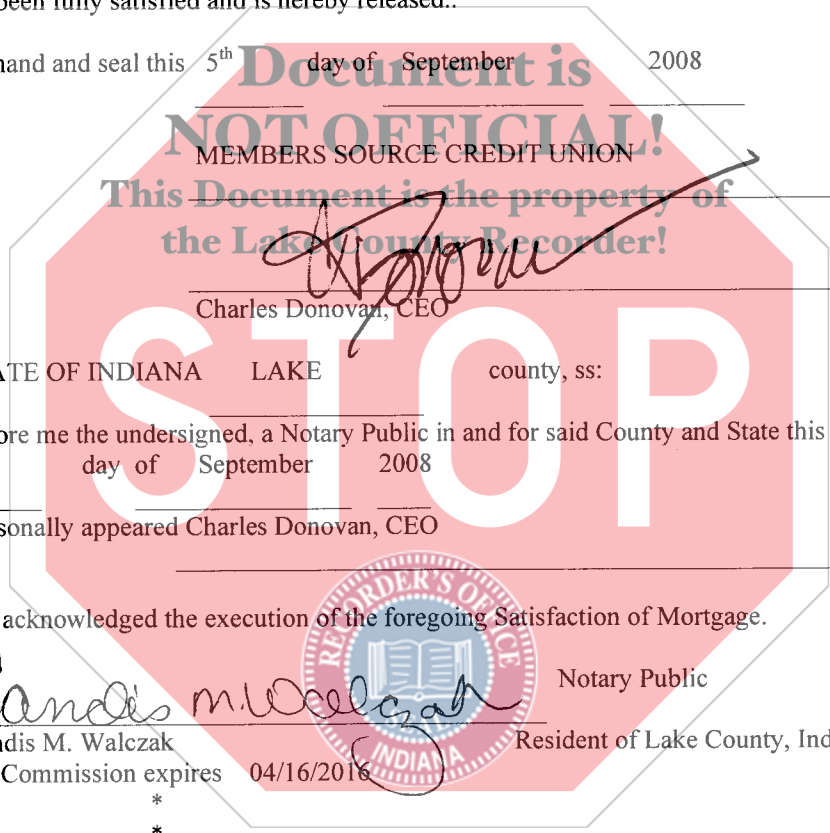 been fully satisfied and is hereby released..
hand and seal this 5th day of September 2008
Document is
NOT OFFICIAL!
MEMBERS SOURCE CREDIT UNION
This Document is the property of
the Lake County Recorder!
Charles Donovan, CEO
STOP
ATE OF INDIANA LAKE county, ss:
ore me the undersigned, a Notary Public in and for said County and State this
day of September 2008
sonally appeared Charles Donovan, CEO
RECORDER'S OFFICE
acknowledged the execution of the foregoing Satisfaction of Mortgage.
Notary Public
andis M. Walczak
ndis M. Walczak Resident of Lake County, Ind
INDIANA
Commission expires 04/16/2016
*
*